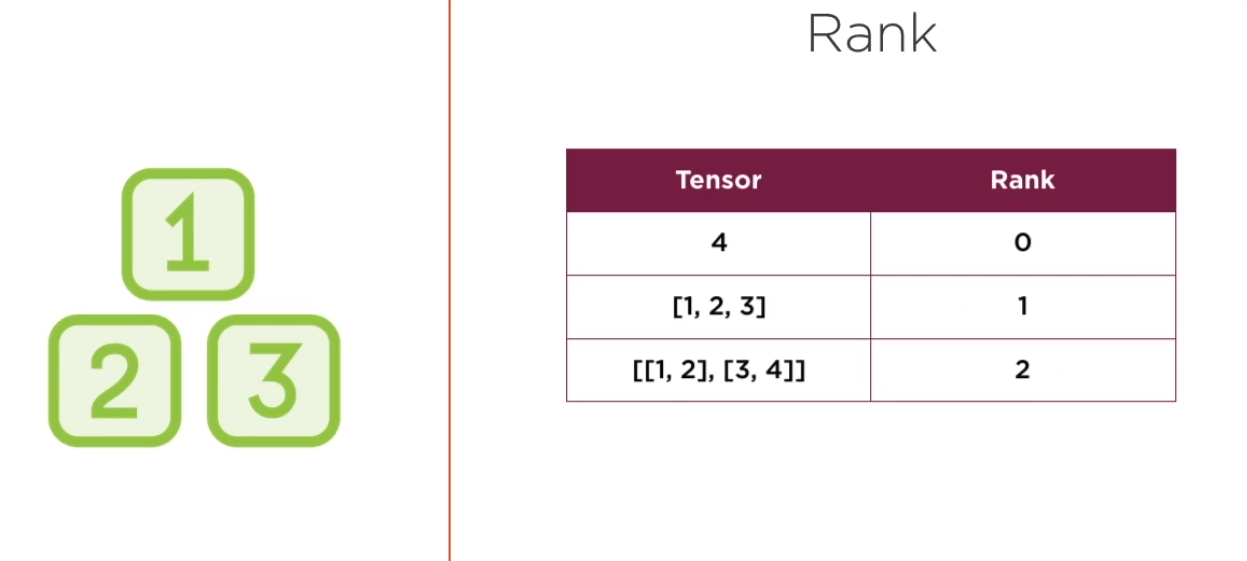 1
2 3
Rank
Tensor Rank
4 0
[1, 2, 3] 1
[[1, 2], [3, 4]] 2